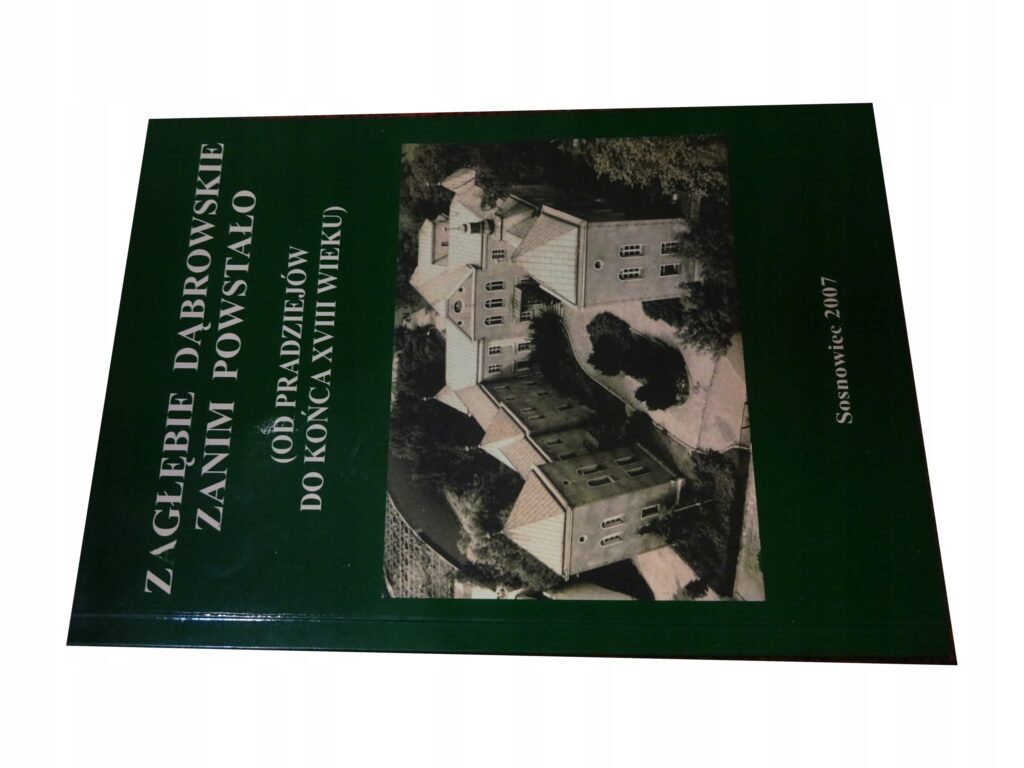 ZAGŁĘBIE DĄBROWSKIE
ZANIM POWSTAŁO
(OD PRADZIEJÓW
DO KOŃCA XVIII WIEKU)
Sosnowiec 2007